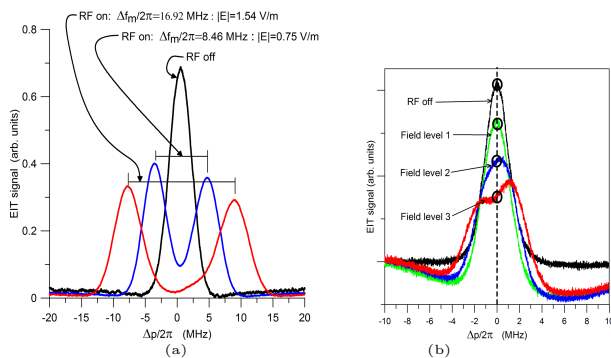 RF on: Δf_m/2π=16.92 MHz : |E|=1.54 V/m
RF on: Δf_m/2π=8.46 MHz : |E|=0.75 V/m
RF off
EIT signal (arb. units)
0.8
0.6
0.4
0.2
0
-20 -15 -10 -5 0 5 10 15 20
Δp/2π (MHz)
(a)
RF off
Field level 1
Field level 2
Field level 3
EIT signal (arb. units)
-10 -8 -6 -4 -2 0 2 4 6 8 10
Δp/2π (MHz)
(b)